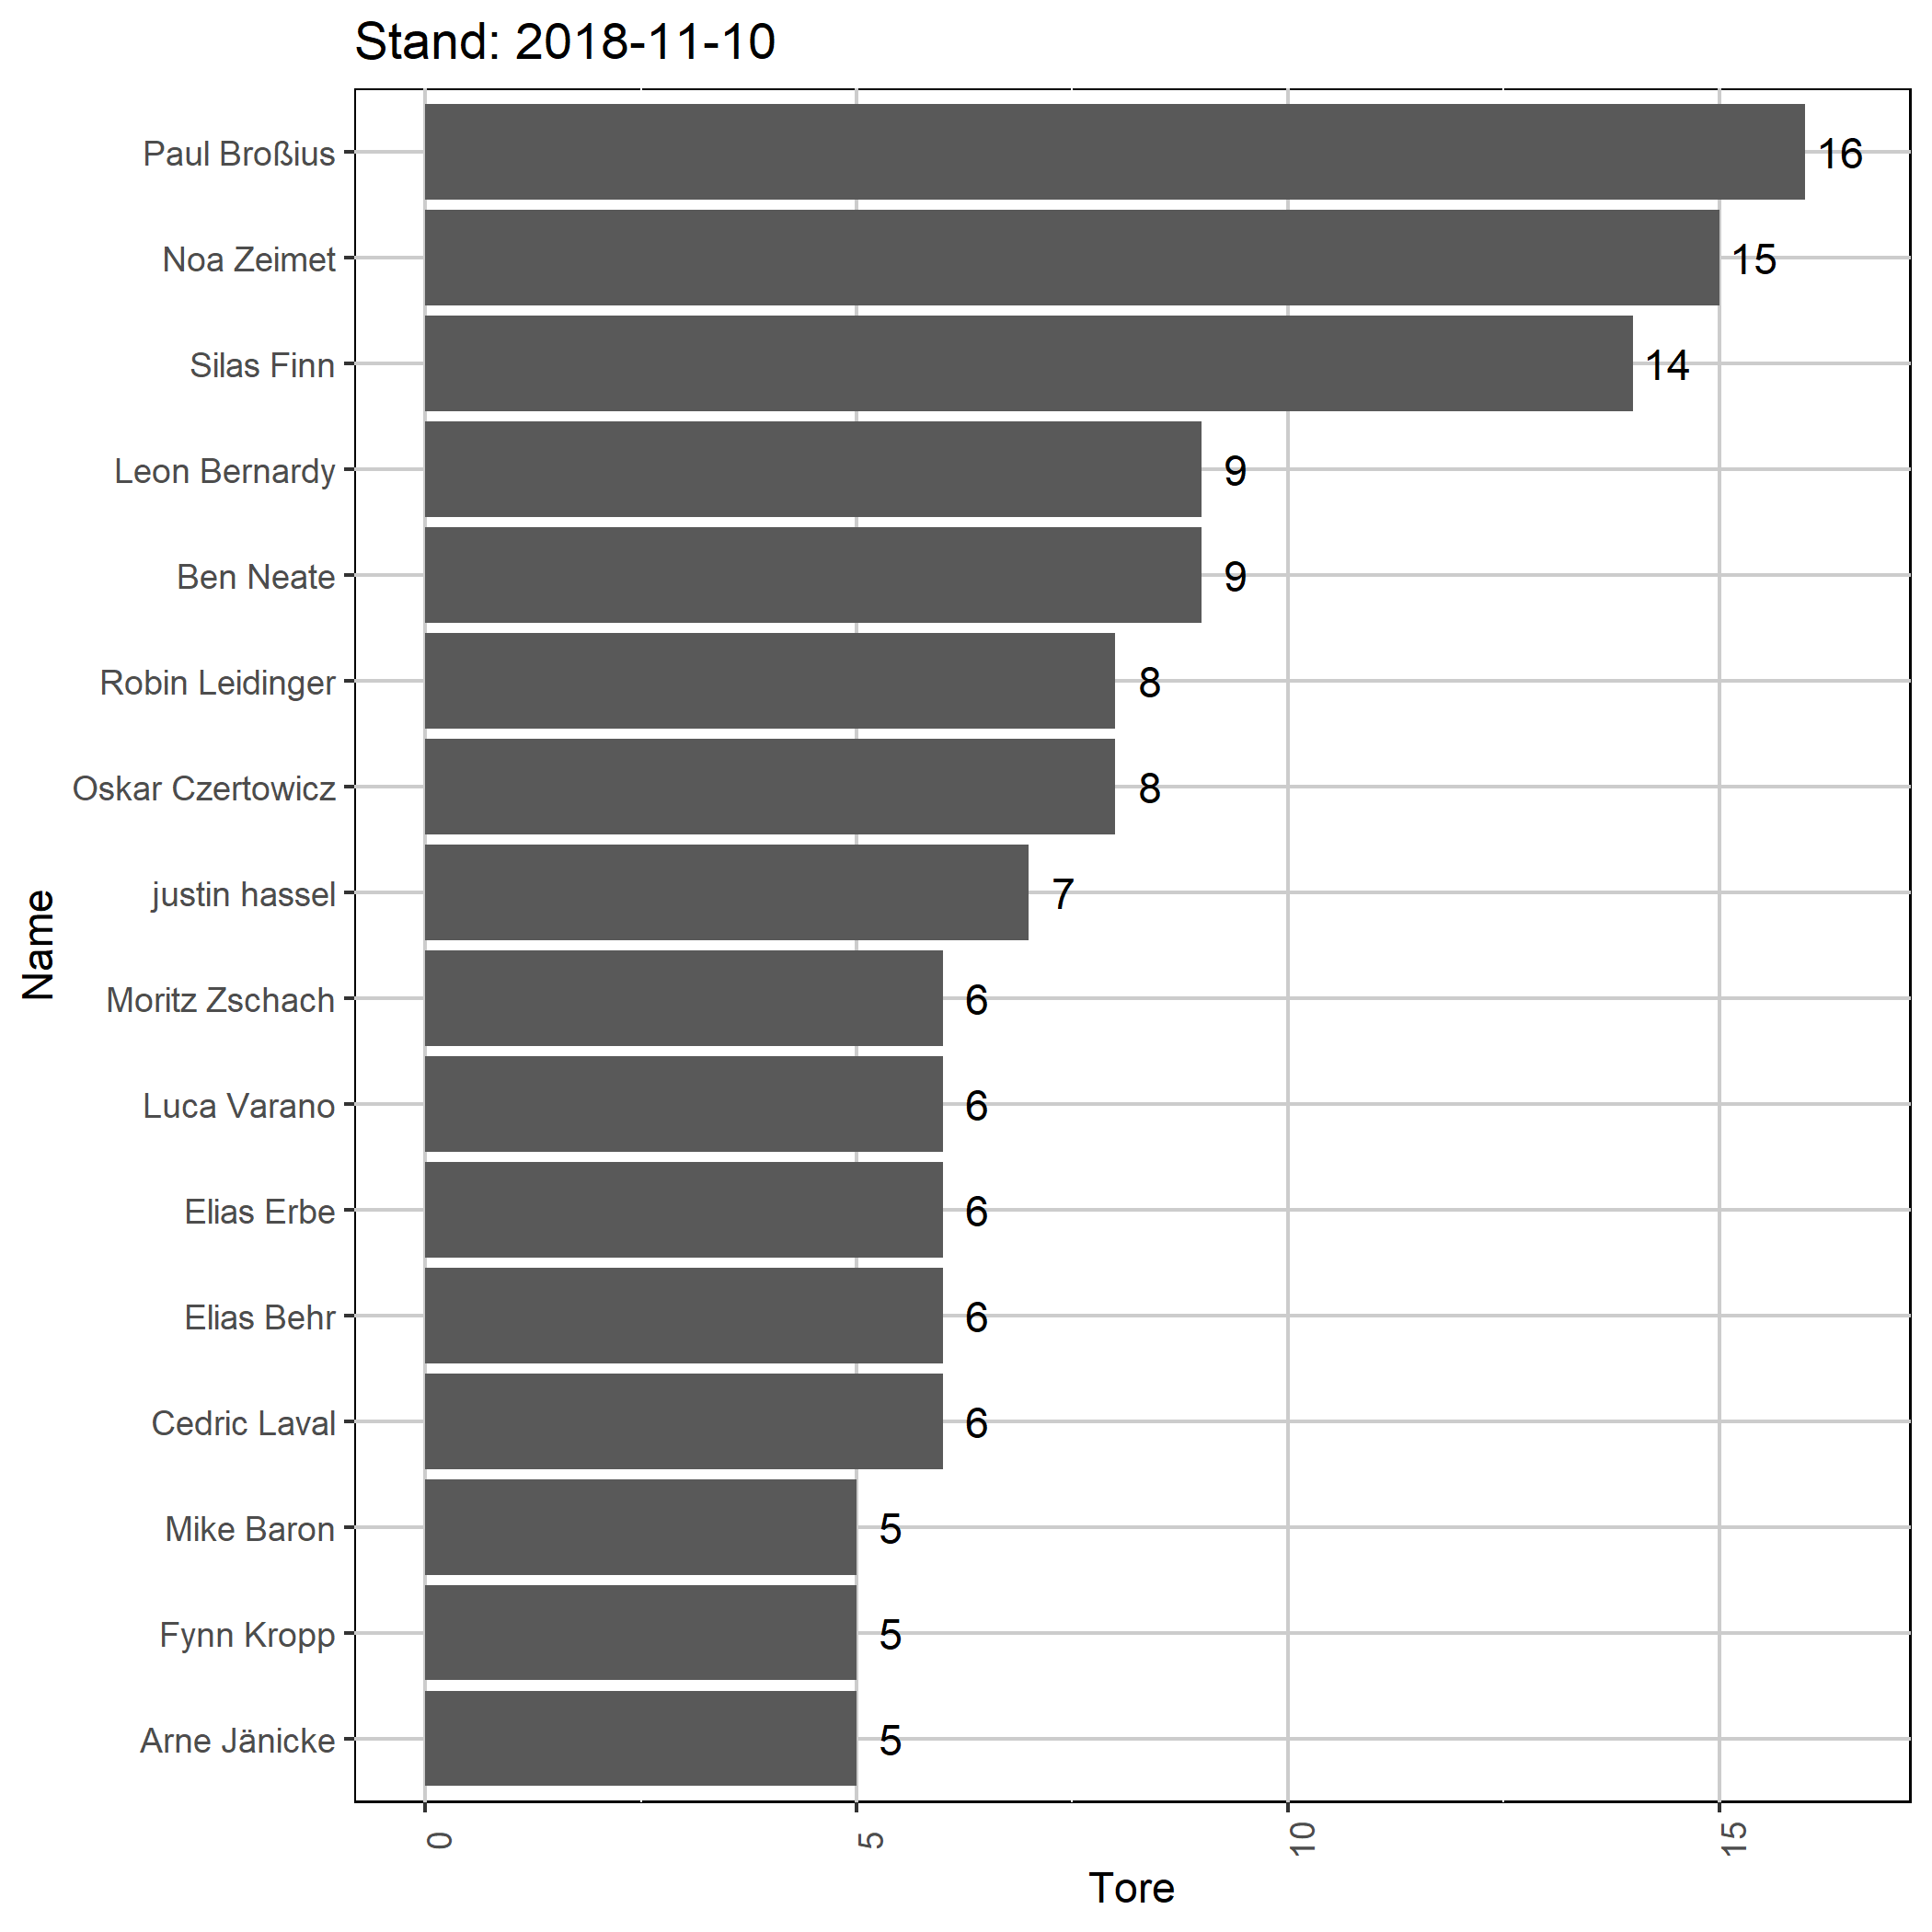 Stand: 2018-11-10
Paul Broßius 16
Noa Zeimet 15
Silas Finn 14
Leon Bernardy 9
Ben Neate 9
Robin Leidinger 8
Oskar Czertowicz 8
justin hassel 7
Moritz Zschach 6
Luca Varano 6
Elias Erbe 6
Elias Behr 6
Cedric Laval 6
Mike Baron 5
Fynn Kropp 5
Arne Jänicke 5
Name
0 5 10 15
Tore